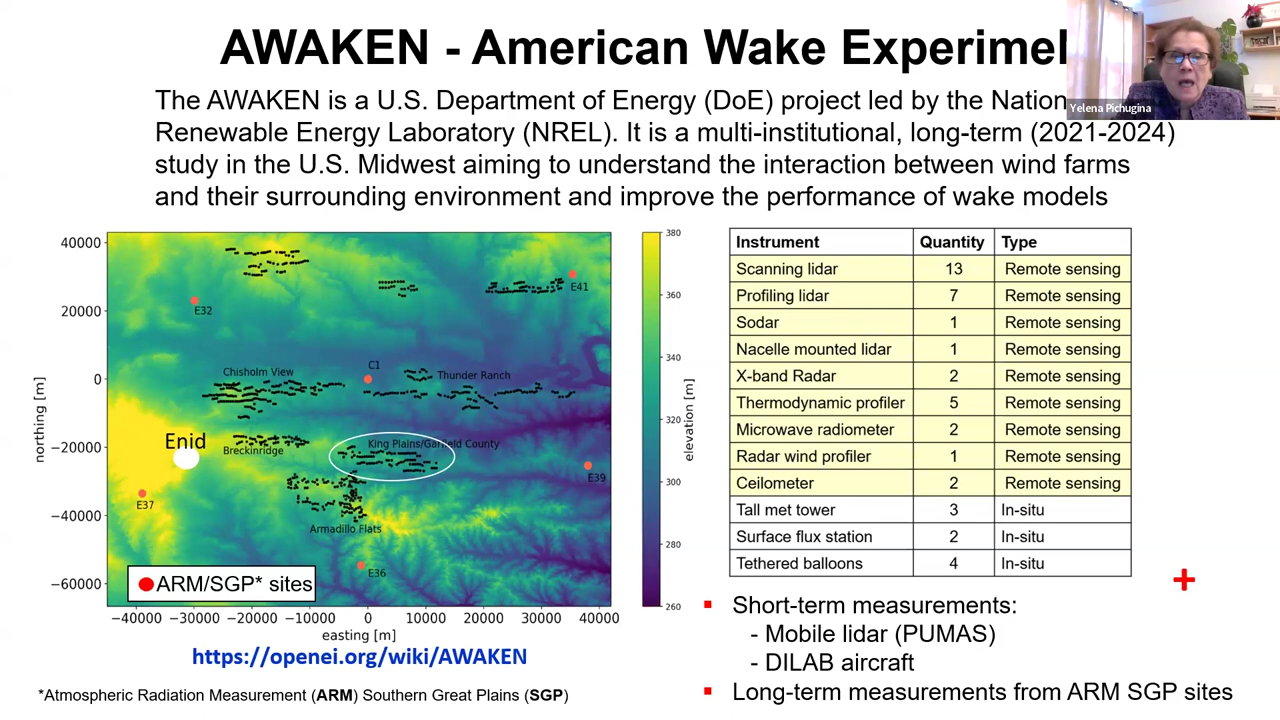 AWAKEN - American Wake
Yelena Pichugina
The AWAKEN is a U.S. Department of Energy (DoE) project led by the
Renewable Energy Laboratory (NREL). It is a multi-institutional, long-term (2021-2024)
study in the U.S. Midwest aiming to understand the interaction between wind farms
and their surrounding environment and improve the performance of wake models
40000
20000
0
−20000
−40000
−60000
northing [m]
−40000 −30000 −20000 −10000 0 10000 20000 30000 40000
easting [m]
E41
E32
C1
Chisholm View
Thunder Ranch
Enid
King Plains/Garfield County
Breckinridge
E39
E37
Armadillo Flats
E36
ARM/SGP* sites
380
360
340
320
300
280
260
elevation [m]
https://openei.org/wiki/AWAKEN
*Atmospheric Radiation Measurement (ARM) Southern Great Plains (SGP)
Instrument Quantity Type
Scanning lidar 13 Remote sensing
Profiling lidar 7 Remote sensing
Sodar 1 Remote sensing
Nacelle mounted lidar 1 Remote sensing
X-band Radar 2 Remote sensing
Thermodynamic profiler 5 Remote sensing
Microwave radiometer 2 Remote sensing
Radar wind profiler 1 Remote sensing
Ceilometer 2 Remote sensing
Tall met tower 3 In-situ
Surface flux station 2 In-situ
Tethered balloons 4 In-situ
Short-term measurements:
- Mobile lidar (PUMAS)
- DILAB aircraft
Long-term measurements from ARM SGP sites